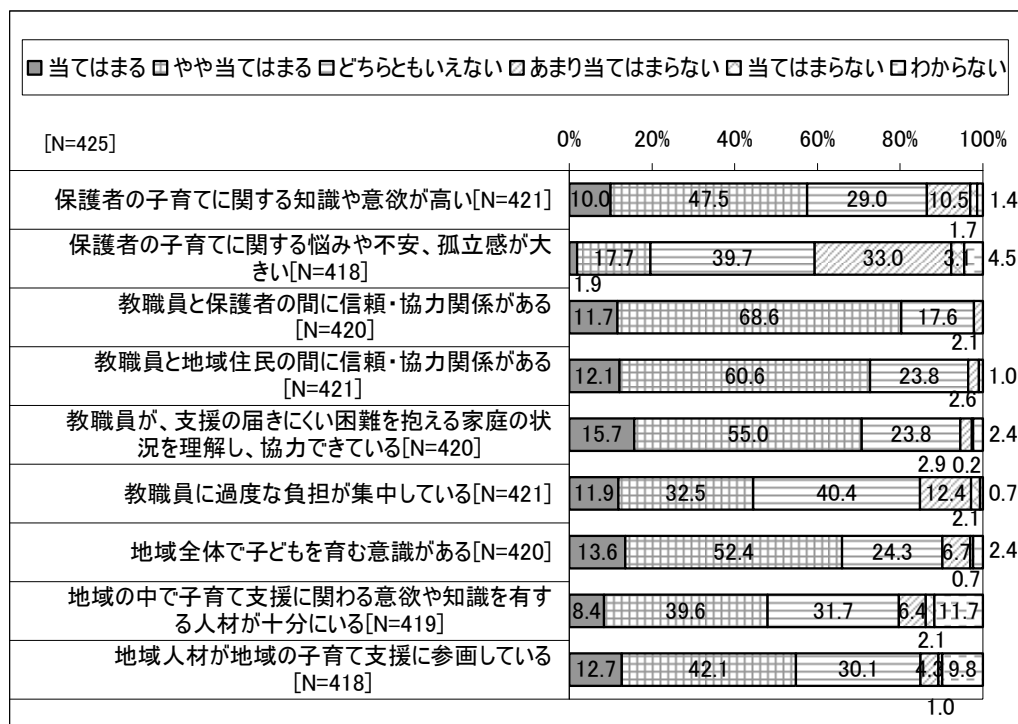 当てはまる やや当てはまる どちらともいえない あまり当てはまらない 当てはまらない わからない
[N=425] 0% 20% 40% 60% 80% 100%
保護者の子育てに関する知識や意欲が高い[N=421] 10.0 47.5 29.0 10.5 1.4
1.7
保護者の子育てに関する悩みや不安、孤立感が大
きい[N=418] 17.7 39.7 33.0 3.1 4.5
1.9
教職員と保護者の間に信頼・協力関係がある
[N=420] 11.7 68.6 17.6
2.1
教職員と地域住民の間に信頼・協力関係がある
[N=421] 12.1 60.6 23.8 1.0
2.6
教職員が、支援の届きにくい困難を抱える家庭の状
況を理解し、協力できている[N=420] 15.7 55.0 23.8 2.4
2.9 0.2
教職員に過度な負担が集中している[N=421] 11.9 32.5 40.4 12.4 0.7
2.1
地域全体で子どもを育む意識がある[N=420] 13.6 52.4 24.3 6.7 2.4
0.7
地域の中で子育て支援に関わる意欲や知識を有す
る人材が十分にいる[N=419] 8.4 39.6 31.7 6.4 11.7
2.1
地域人材が地域の子育て支援に参画している
[N=418] 12.7 42.1 30.1 4.3 9.8
1.0